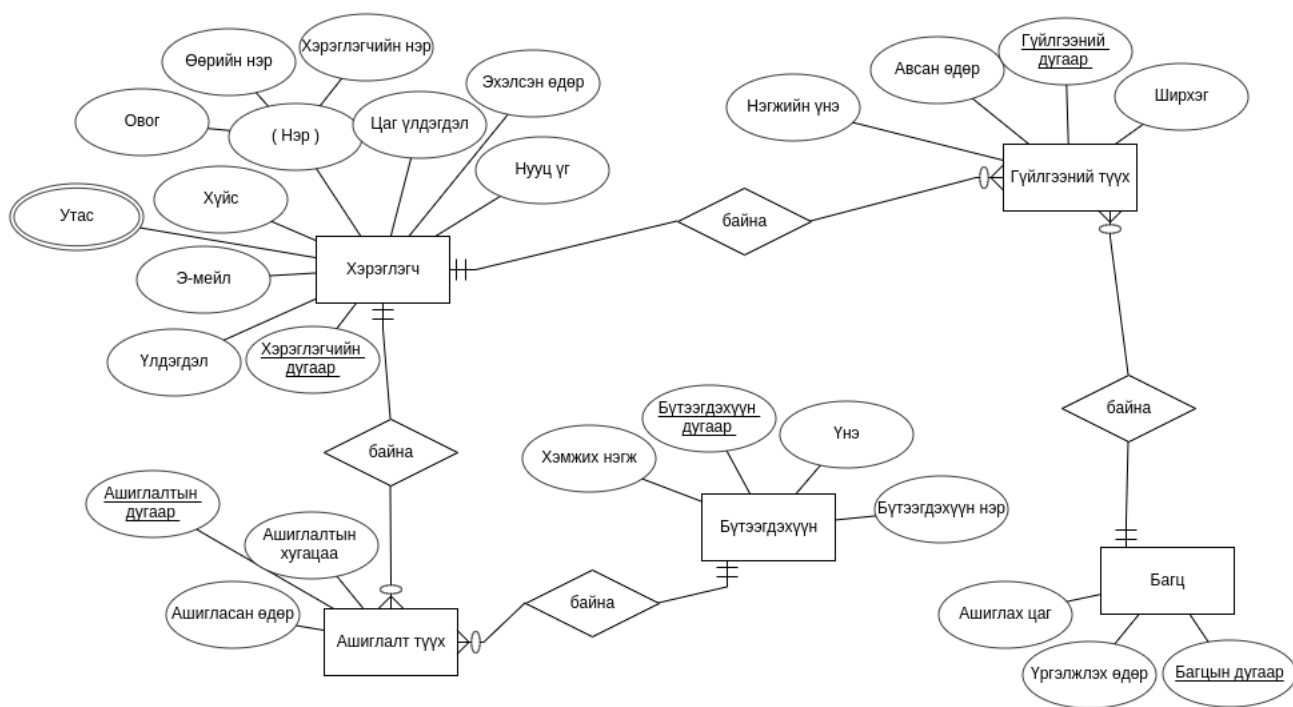 Хэрэглэгчийн нэр
Өөрийн нэр
Эхэлсэн өдөр
Овог
( Нэр )
Цаг үлдэгдэл
Нууц үг
Хүйс
Утас
Хэрэглэгч
Э-мейл
Үлдэгдэл
Хэрэглэгчийн
дугаар
Гүйлгээний
дугаар
Авсан өдөр
Нэгжийн үнэ
Ширхэг
Гүйлгээний түүх
байна
байна
байна
Бүтээгдэхүүн
дугаар
Үнэ
Хэмжих нэгж
Бүтээгдэхүүн нэр
Бүтээгдэхүүн
Ашиглалтын
дугаар
Ашиглалтын
хугацаа
Ашигласан өдөр
Ашиглалт түүх
байна
Багц
Ашиглах цаг
Үргэлжлэх өдөр
Багцын дугаар